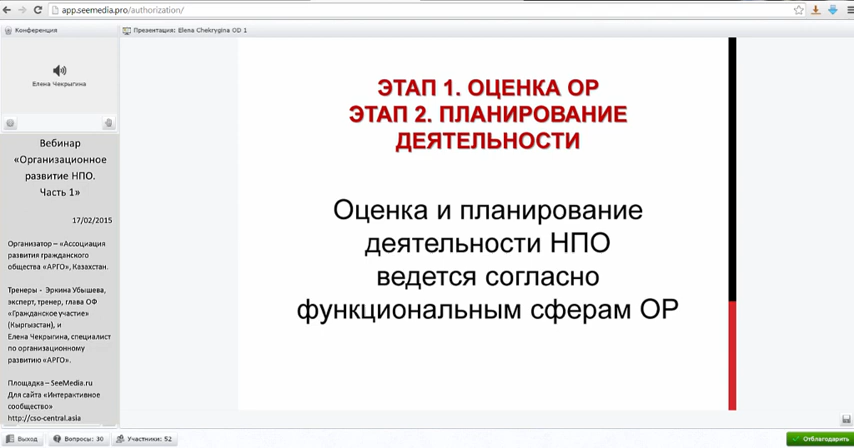 app.seemedia.pro/authorization/
Конференция
Презентация: Elena Chekrygina OD 1
Елена Чекрыгина
Вебинар
«Организационное
развитие НПО.
Часть 1»
17/02/2015
Организатор – «Ассоциация
развития гражданского
общества «АРГО», Казахстан.
Тренеры - Эркина Убышева,
эксперт, тренер, глава ОФ
«Гражданское участие»
(Кыргызстан), и
Елена Чекрыгина, специалист
по организационному
развитию «АРГО».
Площадка – SeeMedia.ru
Для сайта «Интерактивное
сообщество»
http://cso-central.asia
ЭТАП 1. ОЦЕНКА ОР
ЭТАП 2. ПЛАНИРОВАНИЕ
ДЕЯТЕЛЬНОСТИ
Оценка и планирование
деятельности НПО
ведется согласно
функциональным сферам ОР
Выход
Вопросы: 30
Участники: 52
Отблагодарить